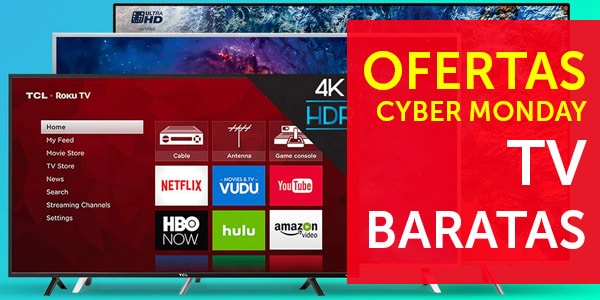 ULTRA
HD
TCL • Roku TV
4K
HDR
Home
My Feed
Movie Store
TV Store
News
Search
Streaming Channels
Settings
Cable
Antenna
Game console
NETFLIX
MOVIES & TV
VUDU
YouTube
HBO
NOW
hulu
amazon
video
TCL
OFERTAS
CYBER MONDAY
TV
BARATAS